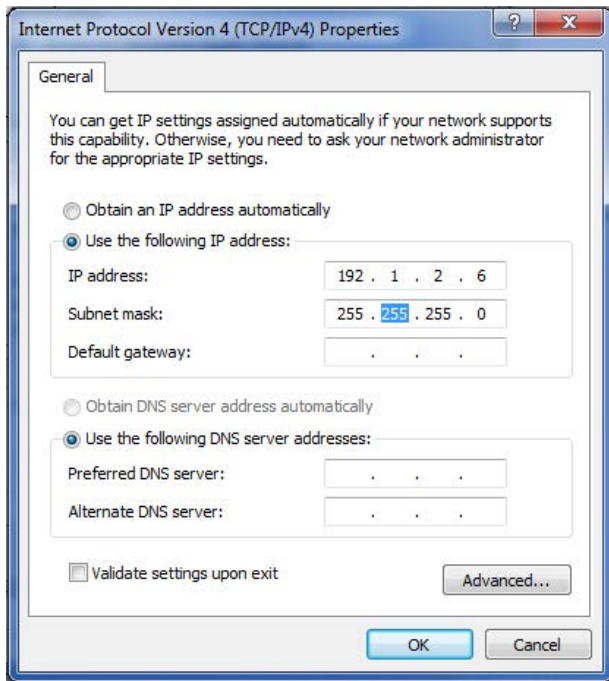 Internet Protocol Version 4 (TCP/IPv4) Properties
General
You can get IP settings assigned automatically if your network supports
this capability. Otherwise, you need to ask your network administrator
for the appropriate IP settings.
Obtain an IP address automatically
Use the following IP address:
IP address: 192 . 1 . 2 . 6
Subnet mask: 255 . 255 . 255 . 0
Default gateway: . . .
Obtain DNS server address automatically
Use the following DNS server addresses:
Preferred DNS server: . . .
Alternate DNS server: . . .
Validate settings upon exit
Advanced...
OK Cancel